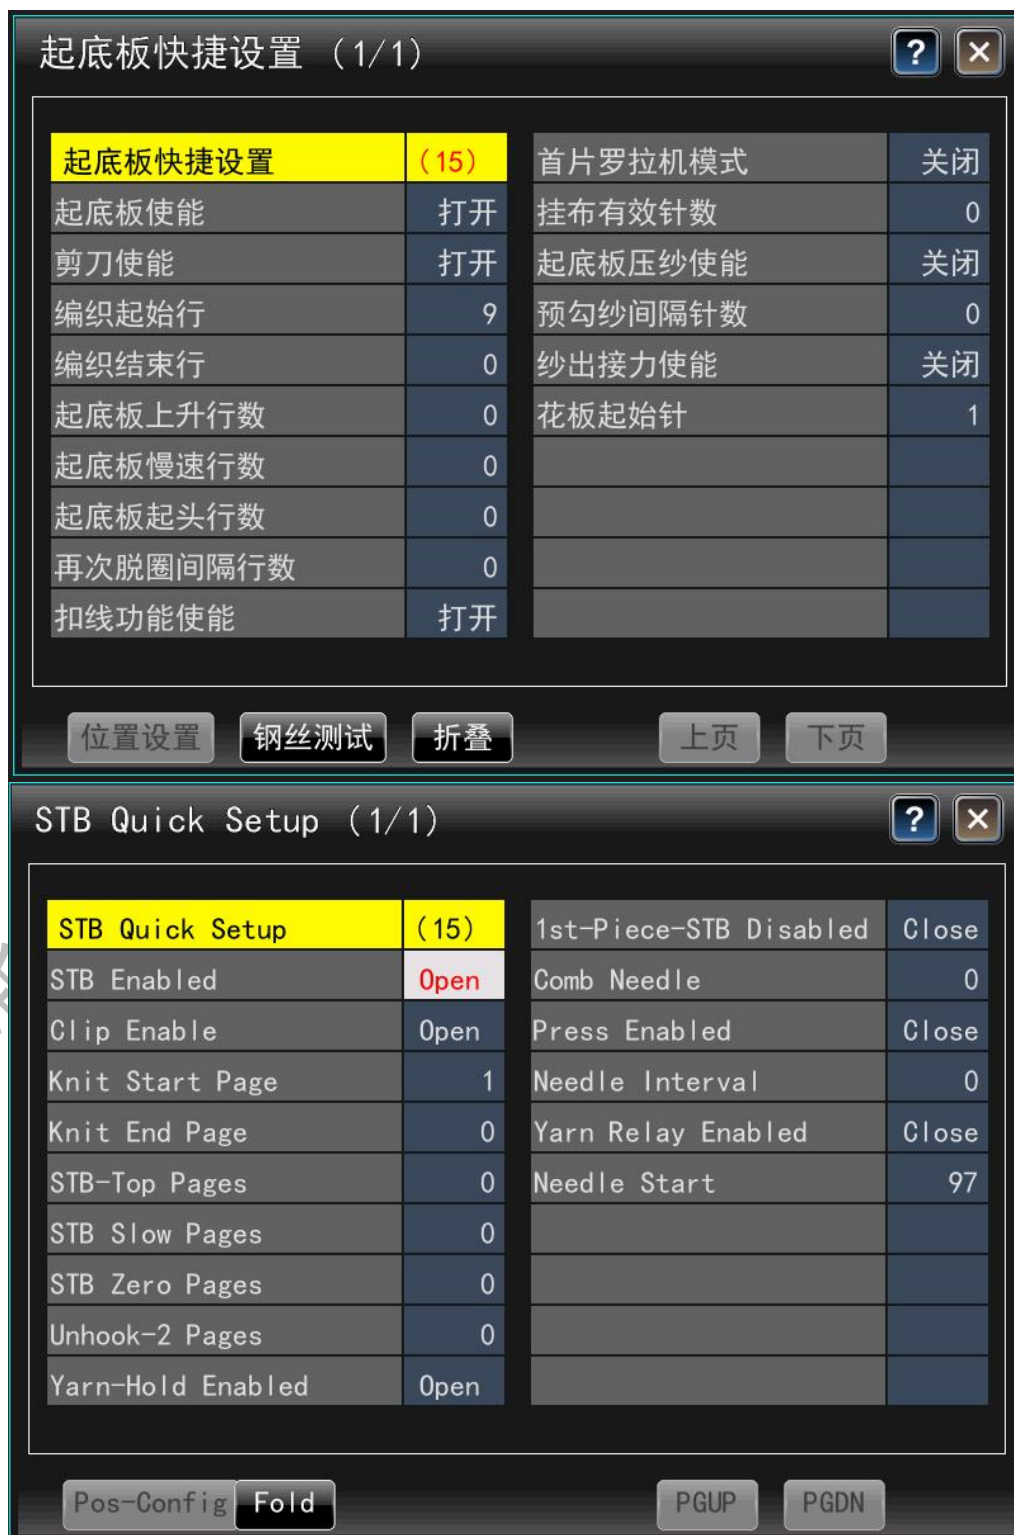 起底板快捷设置 (1/1)
?
起底板快捷设置 (15) 首片罗拉机模式 关闭
起底板使能 打开 挂布有效针数 0
剪刀使能 打开 起底板压纱使能 关闭
编织起始行 9 预勾纱间隔针数 0
编织结束行 0 纱出接力使能 关闭
起底板上升行数 0 花板起始针 1
起底板慢速行数 0
起底板起头行数 0
再次脱圈间隔行数 0
扣线功能使能 打开
位置设置 钢丝测试 折叠 上页 下页
STB Quick Setup (1/1)
?
STB Quick Setup (15) 1st-Piece-STB Disabled Close
STB Enabled Open Comb Needle 0
Clip Enable Open Press Enabled Close
Knit Start Page 1 Needle Interval 0
Knit End Page 0 Yarn Relay Enabled Close
STB-Top Pages 0 Needle Start 97
STB Slow Pages 0
STB Zero Pages 0
Unhook-2 Pages 0
Yarn-Hold Enabled Open
Pos-Config Fold PGUP PGDN